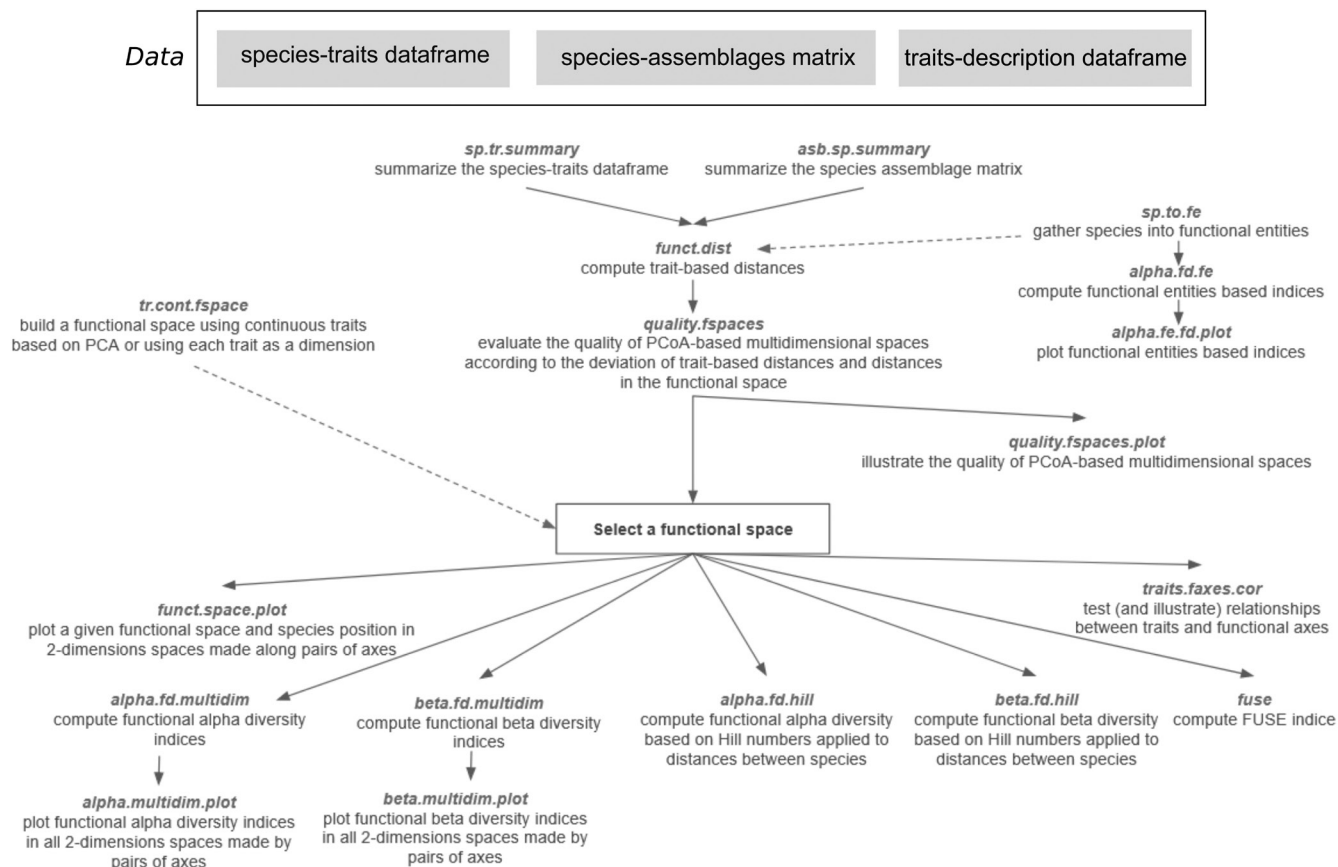 Data
species-traits dataframe
species-assemblages matrix
traits-description dataframe
sp.tr.summary
summarize the species-traits dataframe
asb.sp.summary
summarize the species assemblage matrix
sp.to.fe
gather species into functional entities
funct.dist
compute trait-based distances
alpha.fd.fe
compute functional entities based indices
alpha.fe.fd.plot
plot functional entities based indices
tr.cont.fspace
build a functional space using continuous traits
based on PCA or using each trait as a dimension
quality.fspaces
evaluate the quality of PCoA-based multidimensional spaces
according to the deviation of trait-based distances and distances
in the functional space
quality.fspaces.plot
illustrate the quality of PCoA-based multidimensional spaces
Select a functional space
funct.space.plot
plot a given functional space and species position in
2-dimensions spaces made along pairs of axes
traits.faxes.cor
test (and illustrate) relationships
between traits and functional axes
alpha.fd.multidim
compute functional alpha diversity
indices
beta.fd.multidim
compute functional beta diversity
indices
alpha.fd.hill
compute functional alpha diversity
based on Hill numbers applied to
distances between species
beta.fd.hill
compute functional beta diversity
based on Hill numbers applied to
distances between species
fuse
compute FUSE indice
alpha.multidim.plot
plot functional alpha diversity indices
in all 2-dimensions spaces made by
pairs of axes
beta.multidim.plot
plot functional beta diversity indices
in all 2-dimensions spaces made by
pairs of axes